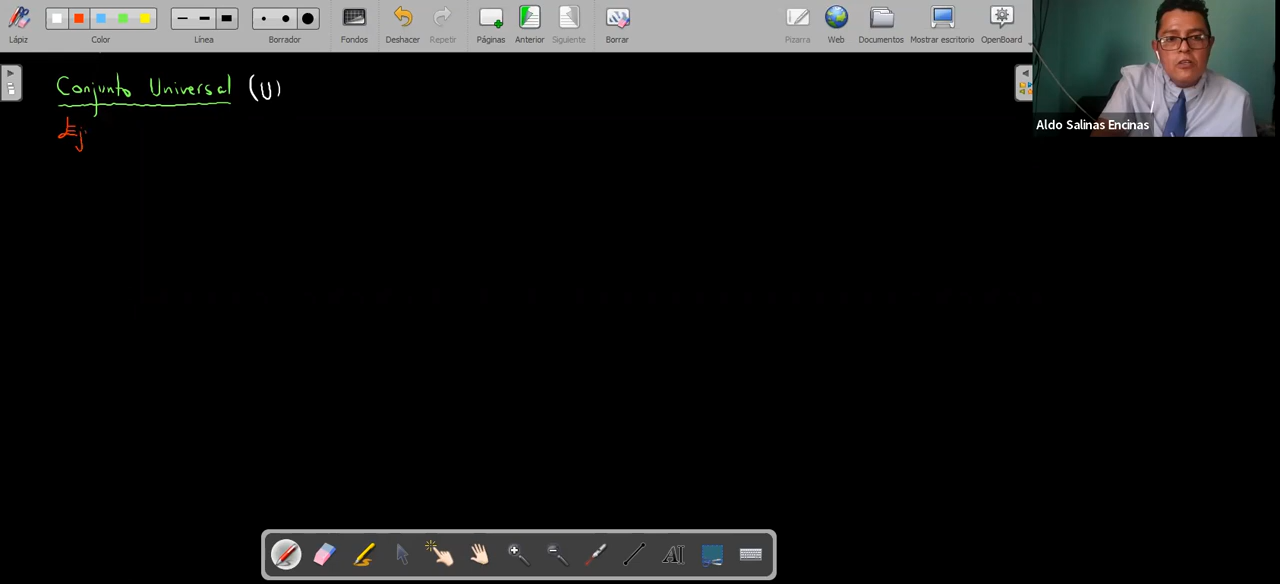 Lápiz Color Línea Borrador Fondos Deshacer Repetir Páginas Anterior Siguiente Borrar Pizarra Web Documentos Mostrar escritorio OpenBoard
Conjunto Universal (U)
Aldo Salinas Encinas
Ej
AI